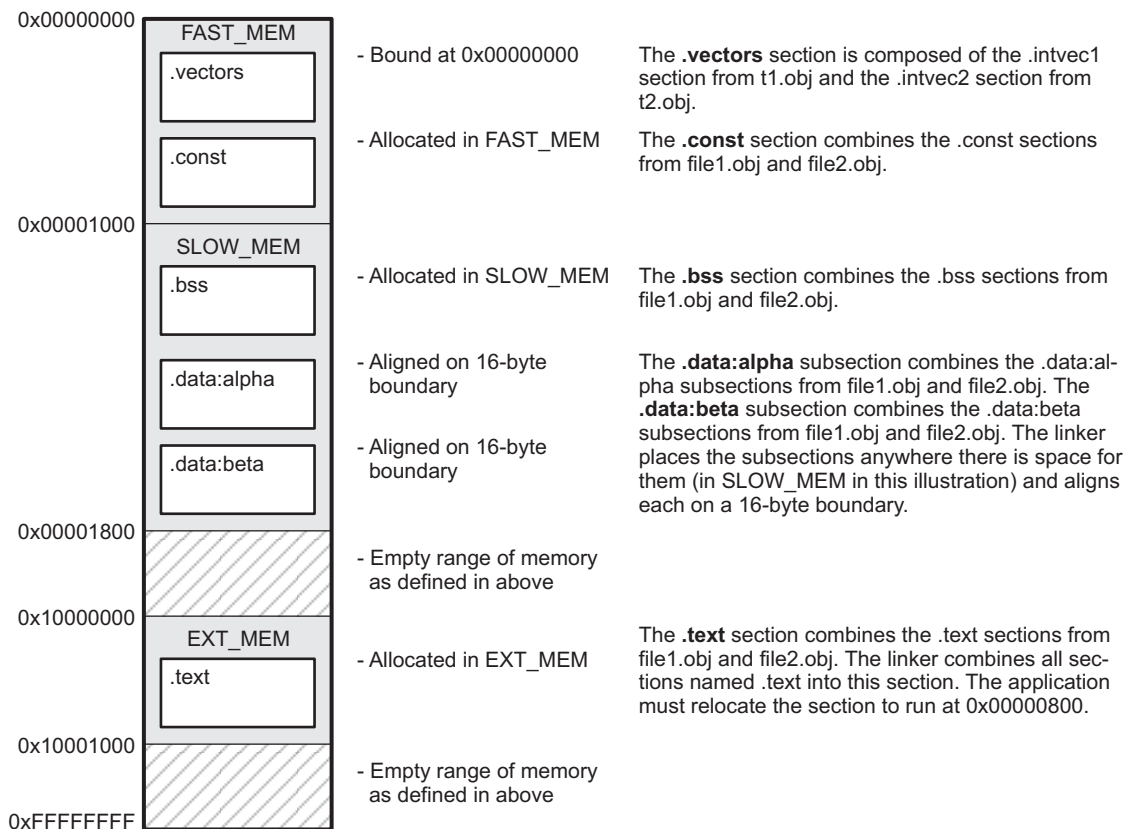 0x00000000
FAST_MEM
.vectors
- Bound at 0x00000000
The .vectors section is composed of the .intvec1
section from t1.obj and the .intvec2 section from
t2.obj.
.const
- Allocated in FAST_MEM
The .const section combines the .const sections
from file1.obj and file2.obj.
0x00001000
SLOW_MEM
.bss
- Allocated in SLOW_MEM
The .bss section combines the .bss sections from
file1.obj and file2.obj.
.data:alpha
- Aligned on 16-byte
boundary
The .data:alpha subsection combines the .data:al-
pha subsections from file1.obj and file2.obj. The
.data:beta subsection combines the .data:beta
subsections from file1.obj and file2.obj. The linker
places the subsections anywhere there is space for
them (in SLOW_MEM in this illustration) and aligns
each on a 16-byte boundary.
.data:beta
- Aligned on 16-byte
boundary
0x00001800
- Empty range of memory
as defined in above
0x10000000
EXT_MEM
.text
- Allocated in EXT_MEM
The .text section combines the .text sections from
file1.obj and file2.obj. The linker combines all sec-
tions named .text into this section. The application
must relocate the section to run at 0x00000800.
0x10001000
- Empty range of memory
as defined in above
0xFFFFFFFF